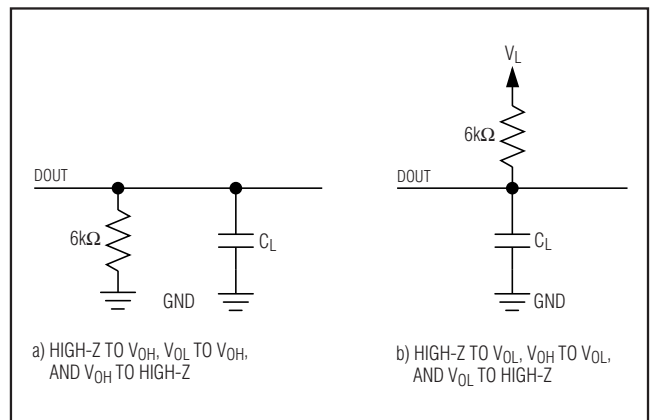 DOUT
6kΩ
C_L
GND
a) HIGH-Z TO V_OH, V_OL TO V_OH,
AND V_OH TO HIGH-Z
V_L
6kΩ
DOUT
C_L
GND
b) HIGH-Z TO V_OL, V_OH TO V_OL,
AND V_OL TO HIGH-Z